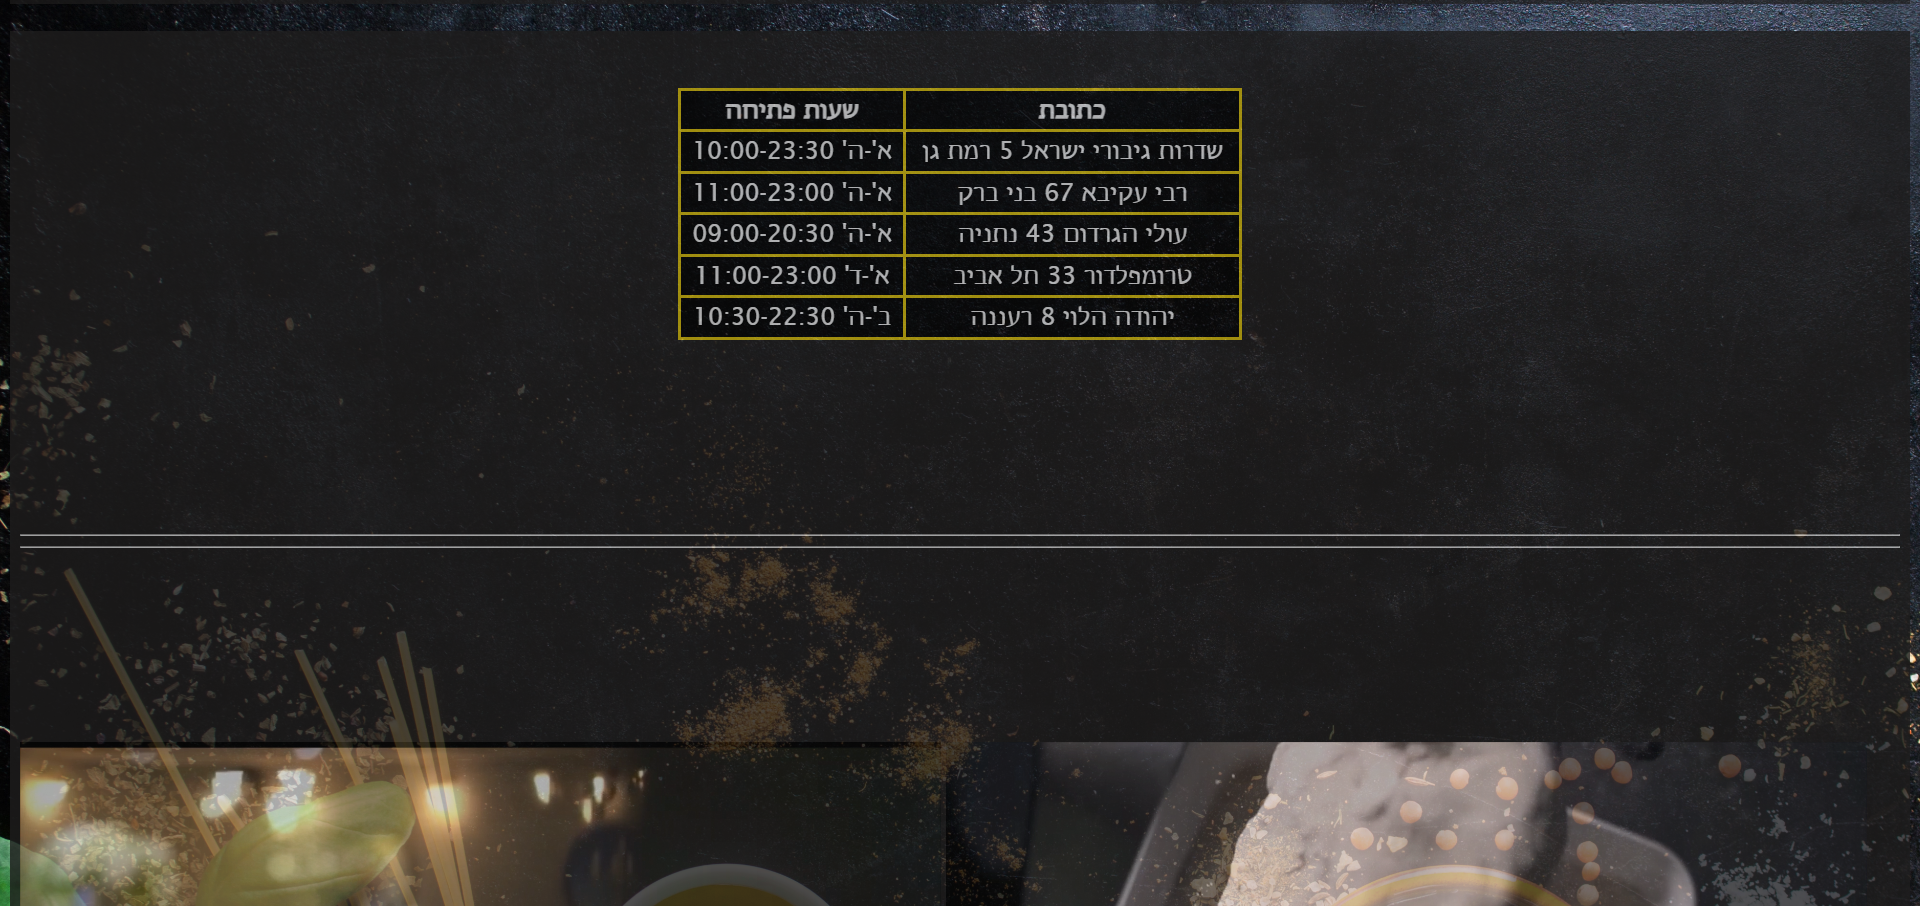 כתובת שעות פתיחה
שדרות גיבורי ישראל 5 רמת גן א'-ה' 10:00-23:30
רבי עקיבא 67 בני ברק א'-ה' 11:00-23:00
עולי הגרדום 43 נתניה א'-ה' 09:00-20:30
טרומפלדור 33 תל אביב א'-ד' 11:00-23:00
יהודה הלוי 8 רעננה ב'-ה' 10:30-22:30